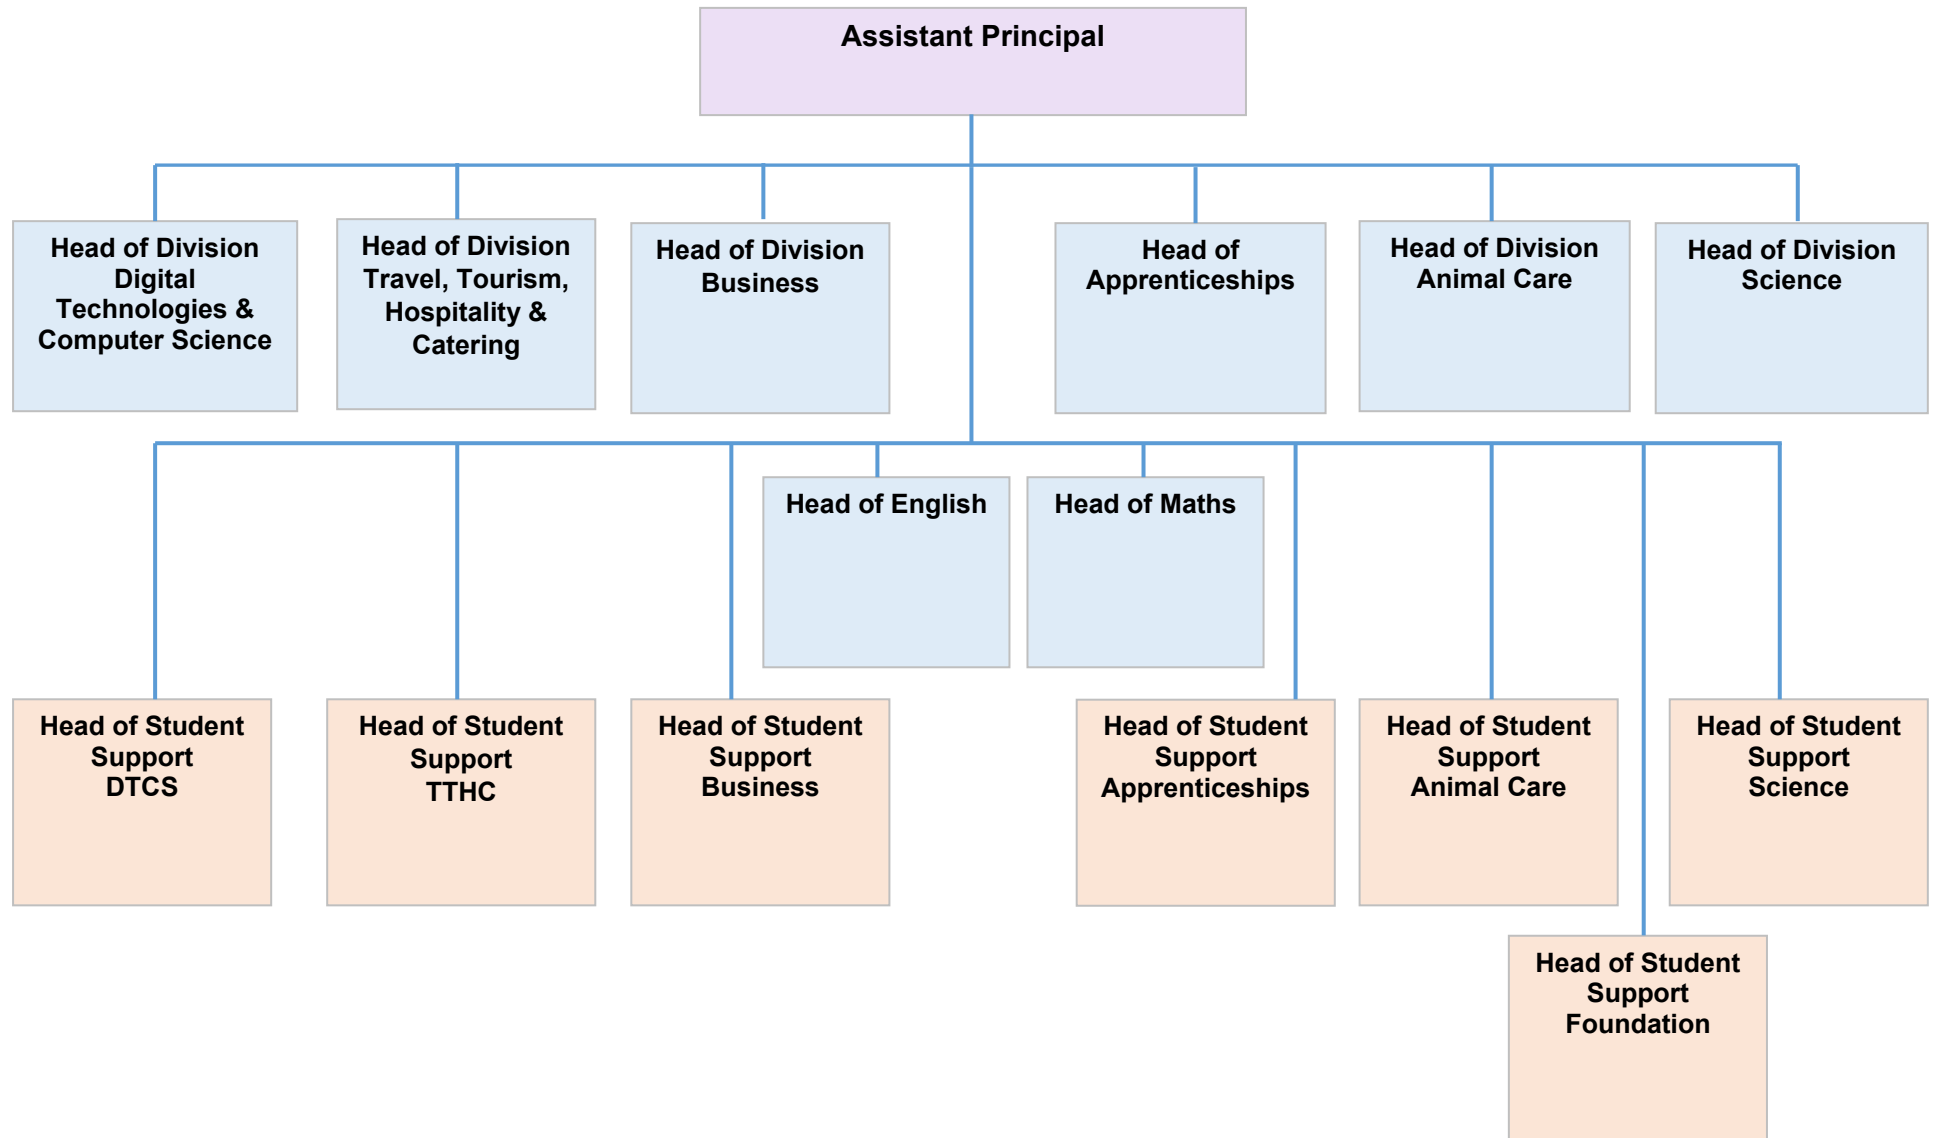 Assistant Principal
Head of Division
Digital
Technologies &
Computer Science
Head of Division
Travel, Tourism,
Hospitality &
Catering
Head of Division
Business
Head of
Apprenticeships
Head of Division
Animal Care
Head of Division
Science
Head of English
Head of Maths
Head of Student
Support
DTCS
Head of Student
Support
TTHC
Head of Student
Support
Business
Head of Student
Support
Apprenticeships
Head of Student
Support
Animal Care
Head of Student
Support
Science
Head of Student
Support
Foundation